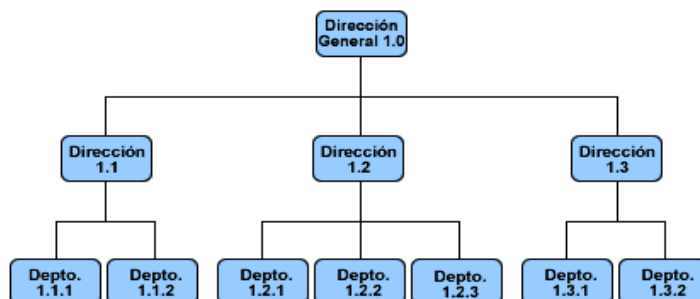 Dirección
General 1.0
Dirección
1.1
Dirección
1.2
Dirección
1.3
Depto.
1.1.1
Depto.
1.1.2
Depto.
1.2.1
Depto.
1.2.2
Depto.
1.2.3
Depto.
1.3.1
Depto.
1.3.2